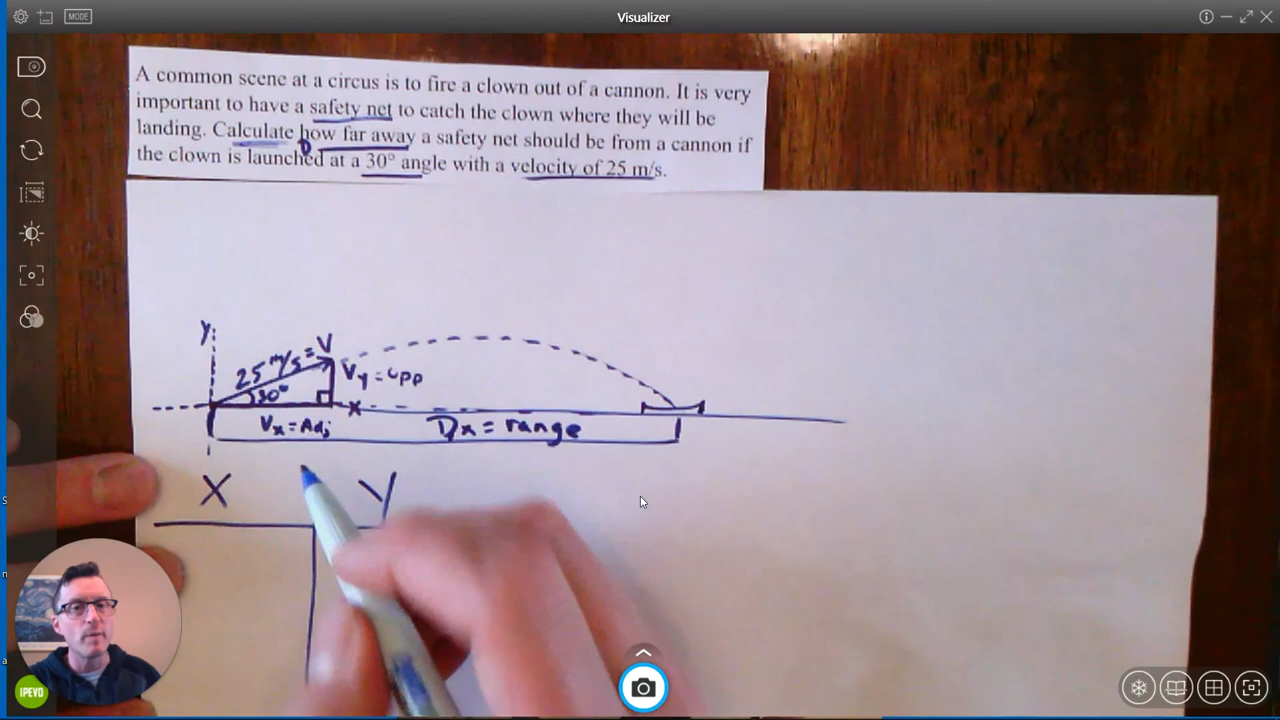 MODE
Visualizer
A common scene at a circus is to fire a clown out of a cannon. It is very
important to have a safety net to catch the clown where they will be
landing. Calculate how far away a safety net should be from a cannon if
the clown is launched at a 30° angle with a velocity of 25 m/s.
y
25 m/s = V
Vy = opp
30°
x
Vx = Adj
Dx = range
X Y
IPEVO